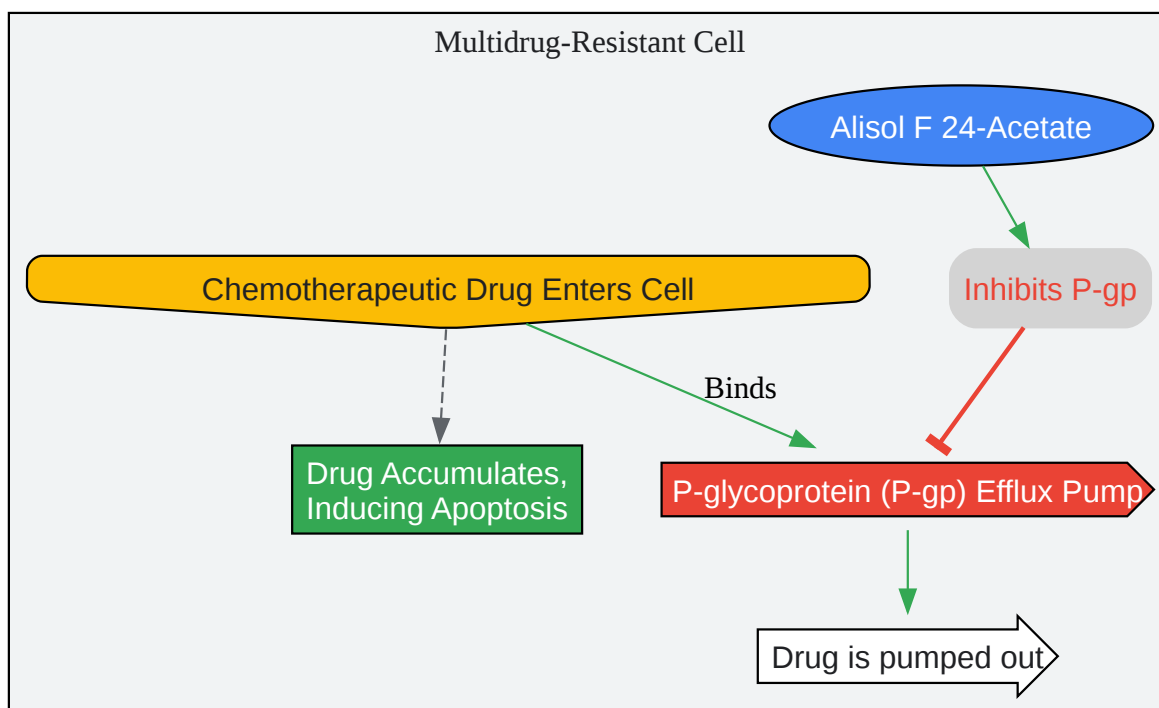 Multidrug-Resistant Cell
Alisol F 24-Acetate
Chemotherapeutic Drug Enters Cell
Inhibits P-gp
Binds
Drug Accumulates,
Inducing Apoptosis
P-glycoprotein (P-gp) Efflux Pump
Drug is pumped out